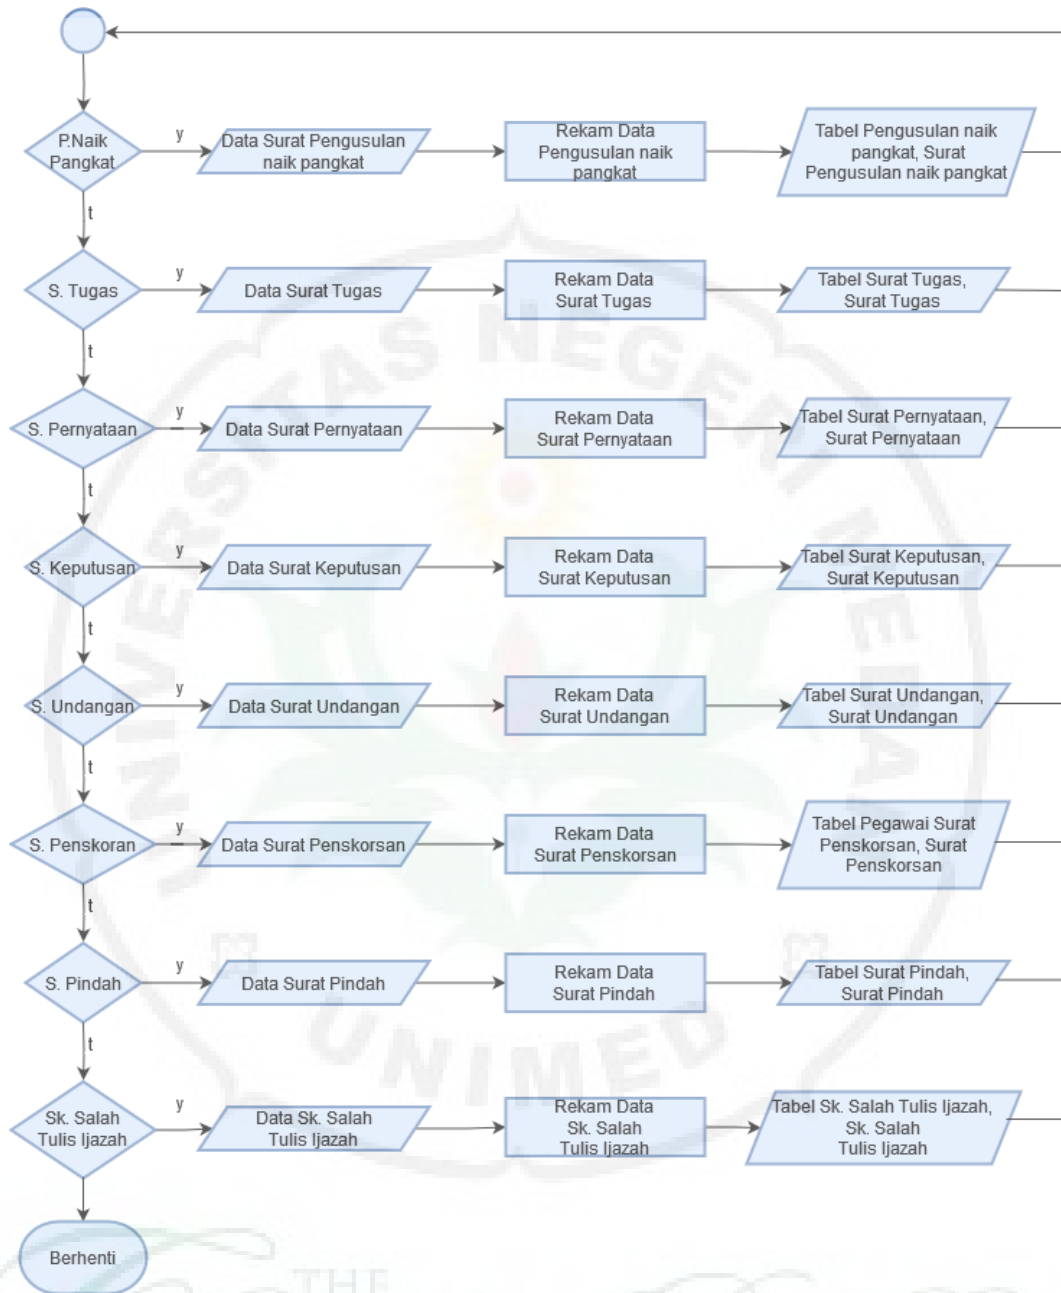 P.Naik
Pangkat
y
Data Surat Pengusulan
naik pangkat
Rekam Data
Pengusulan naik
pangkat
Tabel Pengusulan naik
pangkat, Surat
Pengusulan naik pangkat
t
S. Tugas
y
Data Surat Tugas
Rekam Data
Surat Tugas
Tabel Surat Tugas,
Surat Tugas
t
S. Pernyataan
y
Data Surat Pernyataan
Rekam Data
Surat Pernyataan
Tabel Surat Pernyataan,
Surat Pernyataan
t
S. Keputusan
y
Data Surat Keputusan
Rekam Data
Surat Keputusan
Tabel Surat Keputusan,
Surat Keputusan
t
S. Undangan
y
Data Surat Undangan
Rekam Data
Surat Undangan
Tabel Surat Undangan,
Surat Undangan
t
S. Penskoran
y
Data Surat Penskorsan
Rekam Data
Surat Penskorsan
Tabel Pegawai Surat
Penskorsan, Surat
Penskorsan
t
S. Pindah
y
Data Surat Pindah
Rekam Data
Surat Pindah
Tabel Surat Pindah,
Surat Pindah
t
Sk. Salah
Tulis Ijazah
y
Data Sk. Salah
Tulis Ijazah
Rekam Data
Sk. Salah
Tulis Ijazah
Tabel Sk. Salah Tulis Ijazah,
Sk. Salah
Tulis Ijazah
Berhenti
UNIVERSITAS NEGERI MEDAN
UNIMED
THE